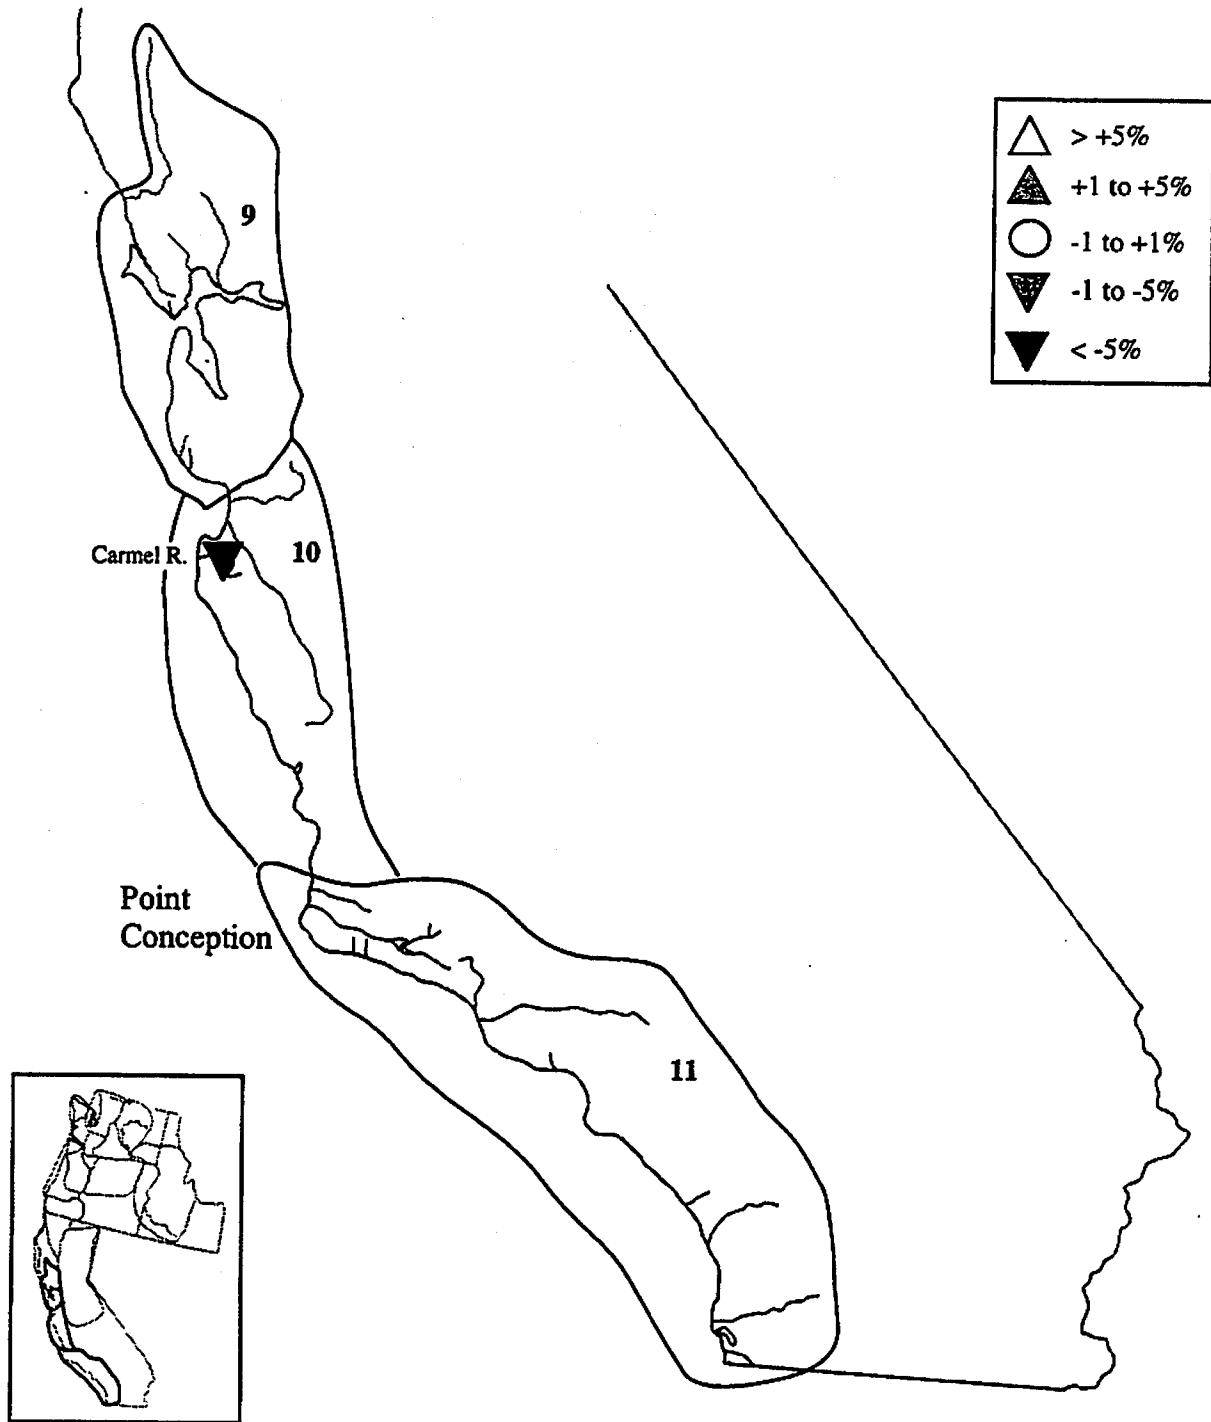 > +5%
+1 to +5%
-1 to +1%
-1 to -5%
< -5%
9
Carmel R.
10
Point
Conception
11